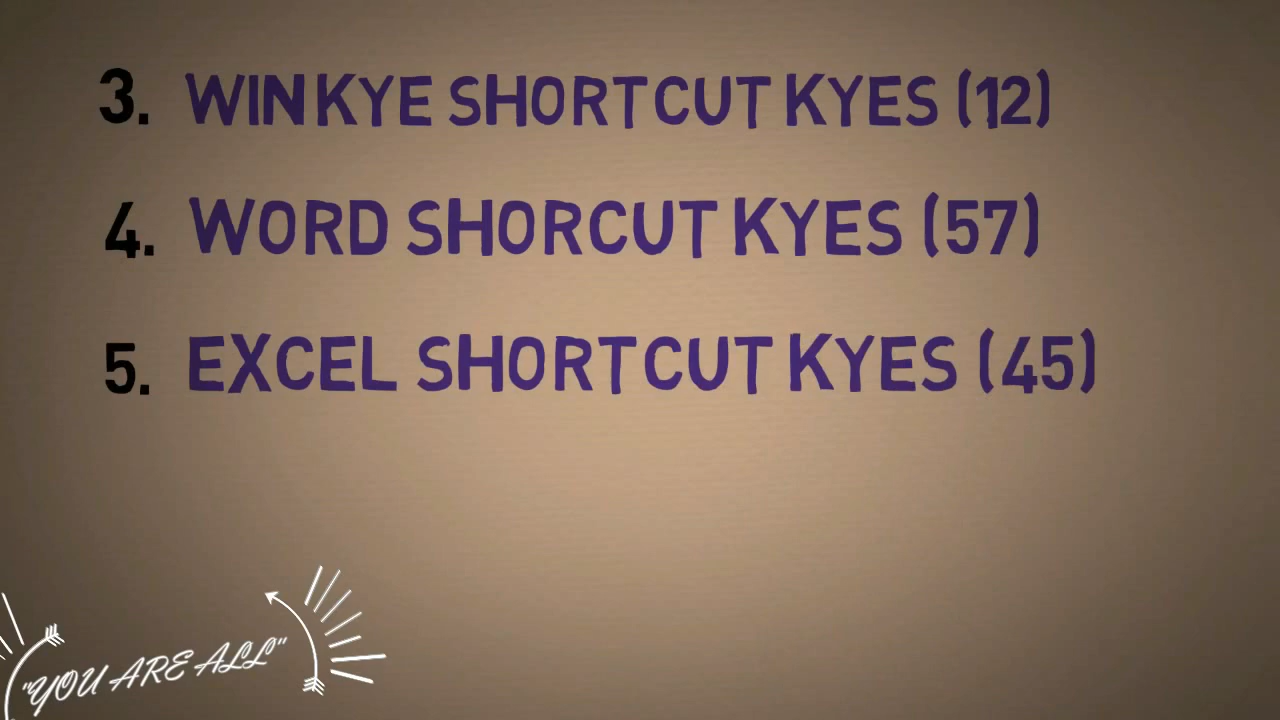 3. WINKYE SHORTCUT KYES (12)
4. WORD SHORCUT KYES (57)
5. EXCEL SHORTCUT KYES (45)
"YOU ARE ALL"